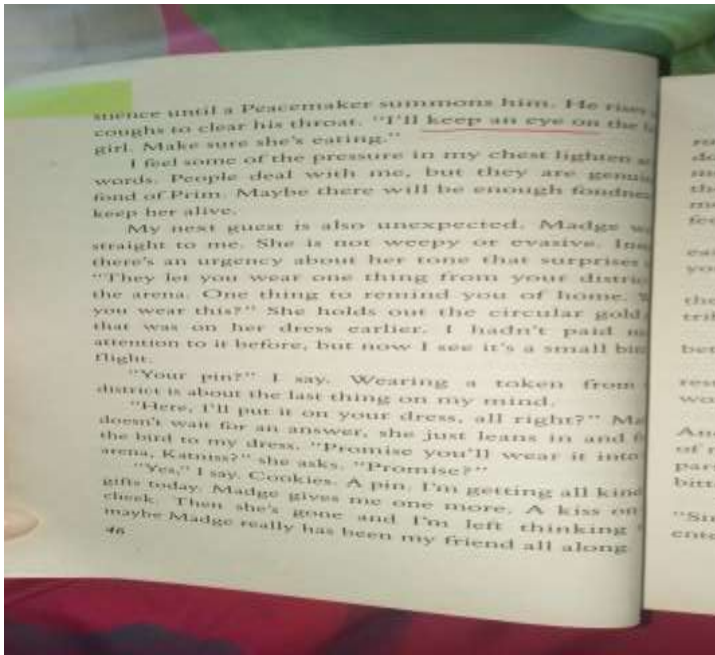 silence until a Peacemaker summons him. He rises
coughs to clear his throat. "I'll keep an eye on the
girl. Make sure she's eating."
I feel some of the pressure in my chest lighten
words. People deal with me, but they are
fond of Prim. Maybe there will be enough
keep her alive.
My next guest is also unexpected. Madge
straight to me. She is not weepy or evasive.
there's an urgency about her tone that surprises
"They let you wear one thing from your
the arena. One thing to remind you of home.
you wear this?" She holds out the circular gold
that was on her dress earlier. I hadn't paid
attention to it before, but now I see it's a small
flight.
"Your pin?" I say. Wearing a token from
district is about the last thing on my mind.
"Here, I'll put it on your dress, all right?"
doesn't wait for an answer, she just leans in and
the bird to my dress. "Promise you'll wear it into
arena, Katniss?" she asks. "Promise?"
"Yes," I say. Cookies. A pin. I'm getting all
gifts today. Madge gives me one more. A kiss on
cheek. Then she's gone and I'm left thinking
maybe Madge really has been my friend all along
46